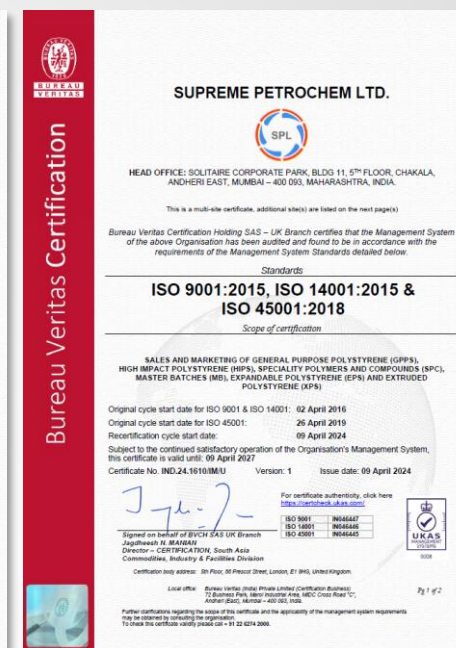 BUREAU
VERITAS
Bureau Veritas Certification
SUPREME PETROCHEM LTD.
SPL
HEAD OFFICE: SOLITAIRE CORPORATE PARK, BLDG 11, 5TH FLOOR, CHAKALA,
ANDHERI EAST, MUMBAI – 400 093, MAHARASHTRA, INDIA.
This is a multi-site certificate, additional site(s) are listed on the next page(s)
Bureau Veritas Certification Holding SAS – UK Branch certifies that the Management System
of the above Organisation has been audited and found to be in accordance with the
requirements of the Management System Standards detailed below.
Standards
ISO 9001:2015, ISO 14001:2015 &
ISO 45001:2018
Scope of certification
SALES AND MARKETING OF GENERAL PURPOSE POLYSTYRENE (GPPS),
HIGH IMPACT POLYSTYRENE (HIPS), SPECIALITY POLYMERS AND COMPOUNDS (SPC),
MASTER BATCHES (MB), EXPANDABLE POLYSTYRENE (EPS) AND EXTRUDED
POLYSTYRENE (XPS)
Original cycle start date for ISO 9001 & ISO 14001: 02 April 2016
Original cycle start date for ISO 45001: 26 April 2019
Recertification cycle start date: 09 April 2024
Subject to the continued satisfactory operation of the Organisation's Management System,
this certificate is valid until: 09 April 2027
Certificate No. IND.24.1610/IM/U Version: 1 Issue date: 09 April 2024
For certificate authenticity, click here
https://certcheck.ukas.com/
ISO 9001 IN046447
ISO 14001 IN046446
ISO 45001 IN046445
UKAS
MANAGEMENT
SYSTEMS
0008
Signed on behalf of BVCH SAS UK Branch
Jagdheesh N. MANIAN
Director – CERTIFICATION, South Asia
Commodities, Industry & Facilities Division
Certification body address: 5th Floor, 66 Prescot Street, London, E1 8HG, United Kingdom.
Local office: Bureau Veritas (India) Private Limited (Certification Business)
72 Business Park, Marol Industrial Area, MIDC Cross Road "C",
Andheri (East), Mumbai – 400 093, India.
Pg 1 of 2
Further clarifications regarding the scope of this certificate and the applicability of the management system requirements
may be obtained by consulting the organisation.
To check this certificate validity please call + 91 22 6274 2000.